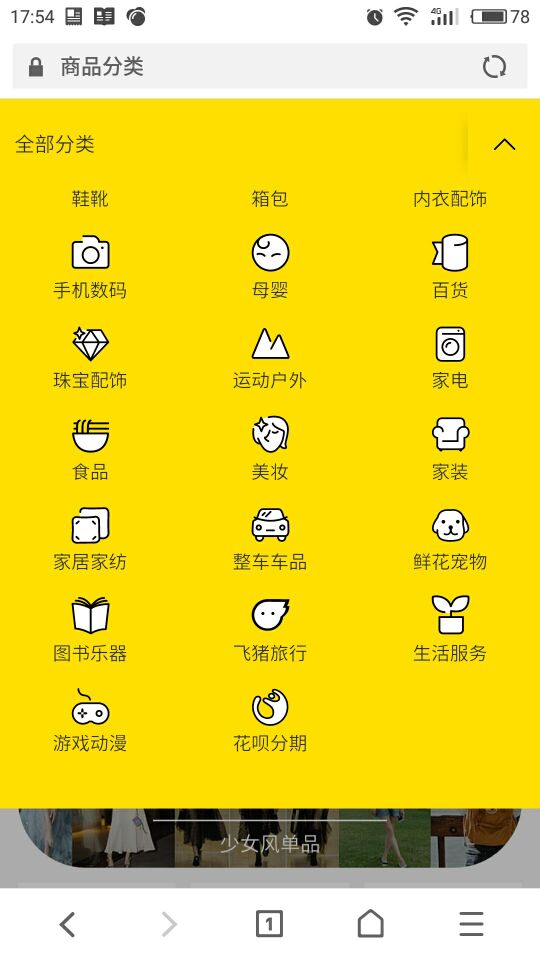 17:54
4G
78
商品分类
全部分类
鞋靴 箱包 内衣配饰
手机数码 母婴 百货
珠宝配饰 运动户外 家电
食品 美妆 家装
家居家纺 整车车品 鲜花宠物
图书乐器 飞猪旅行 生活服务
游戏动漫 花呗分期
少女风单品
1